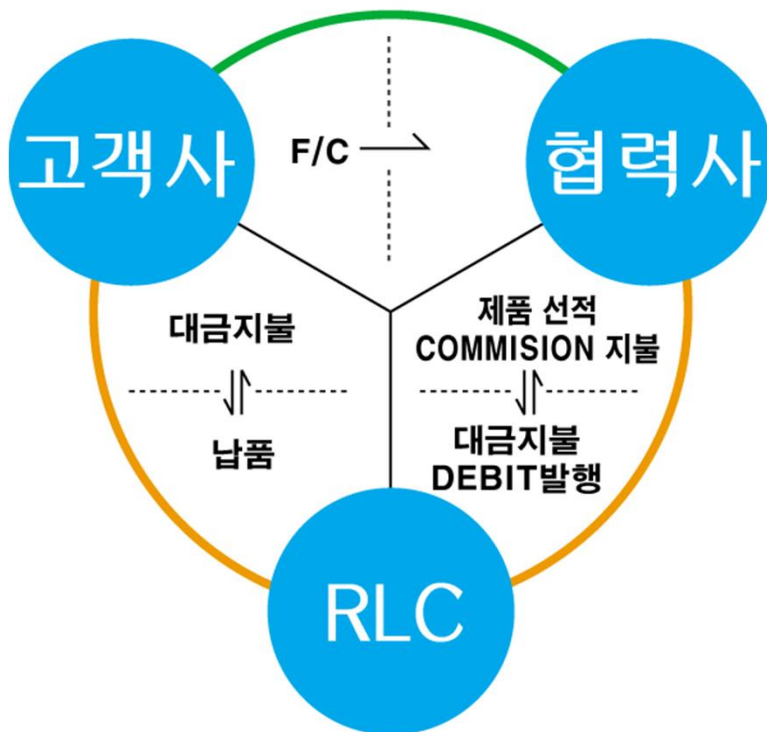 고객사
협력사
F/C
대금지불
납품
제품 선적
COMMISION 지불
대금지불
DEBIT발행
RLC